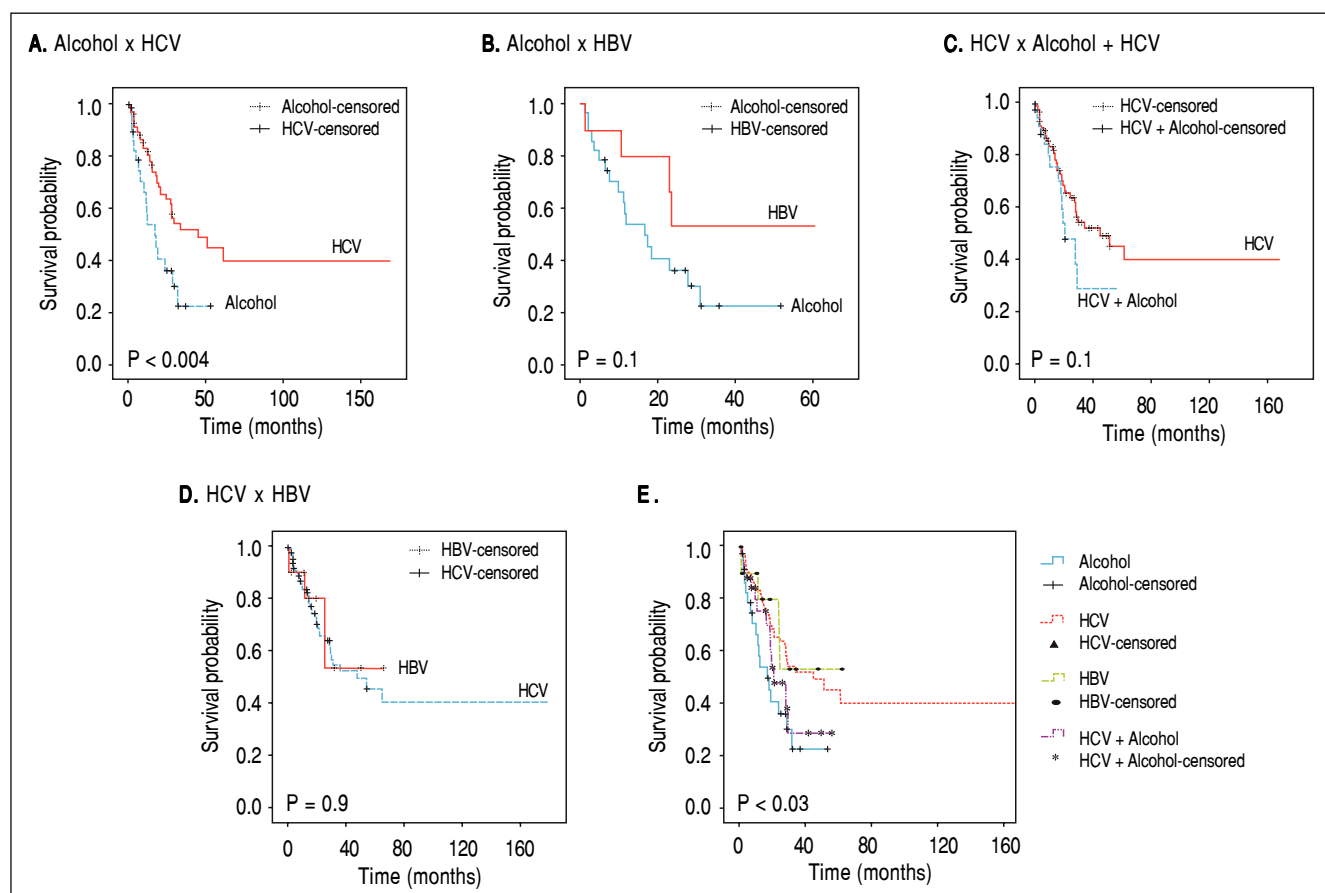 A. Alcohol x HCV
Survival probability
1.0
0.8
0.6
0.4
0.2
0.0
Alcohol-censored
HCV-censored
HCV
Alcohol
P < 0.004
0 50 100 150
Time (months)
B. Alcohol x HBV
Survival probability
1.0
0.8
0.6
0.4
0.2
0.0
Alcohol-censored
HBV-censored
HBV
Alcohol
P = 0.1
0 20 40 60
Time (months)
C. HCV x Alcohol + HCV
Survival probability
1.0
0.8
0.6
0.4
0.2
0.0
HCV-censored
HCV + Alcohol-censored
HCV
HCV + Alcohol
P = 0.1
0 40 80 120 160
Time (months)
D. HCV x HBV
Survival probability
1.0
0.8
0.6
0.4
0.2
0.0
HBV-censored
HCV-censored
HBV
HCV
P = 0.9
0 40 80 120 160
Time (months)
E.
Survival probability
1.0
0.8
0.6
0.4
0.2
0.0
P < 0.03
0 40 80 120 160
Time (months)
Alcohol
Alcohol-censored
HCV
HCV-censored
HBV
HBV-censored
HCV + Alcohol
HCV + Alcohol-censored